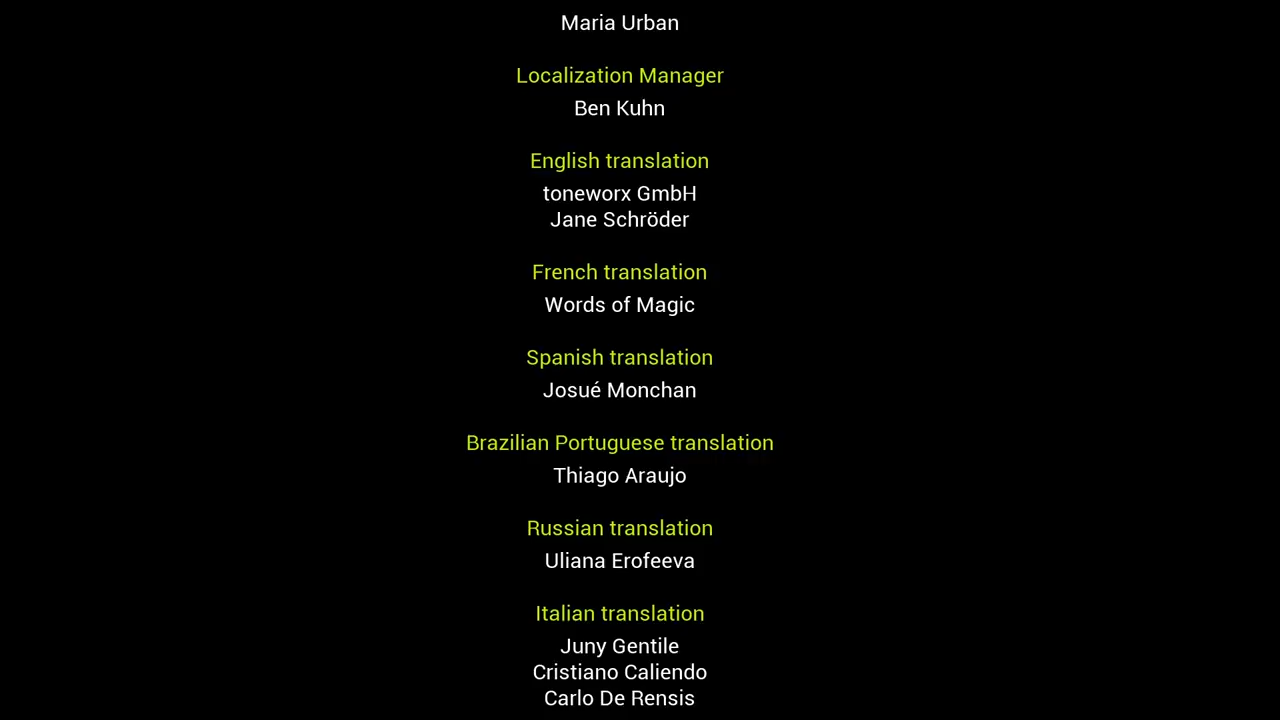 Maria Urban
Localization Manager
Ben Kuhn
English translation
toneworx GmbH
Jane Schröder
French translation
Words of Magic
Spanish translation
Josué Monchan
Brazilian Portuguese translation
Thiago Araujo
Russian translation
Uliana Erofeeva
Italian translation
Juny Gentile
Cristiano Caliendo
Carlo De Rensis